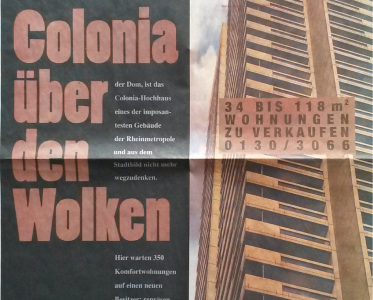 Colonia
über
den
Wolken
der Dom, ist das
Colonia-Hochhaus
eines der imposan-
testen Gebäude
der Rheinmetropole
und aus dem
Stadtbild nicht mehr
wegzudenken.
Hier warten 350
Komfortwohnungen
auf einen neuen
34 BIS 118 m²
WOHNUNGEN
ZU VERKAUFEN
0130/3066